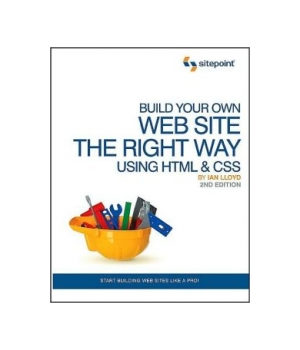 sitepoint
BUILD YOUR OWN
WEB SITE
THE RIGHT WAY
USING HTML & CSS
BY IAN LLOYD
2ND EDITION
START BUILDING WEB SITES LIKE A PRO!